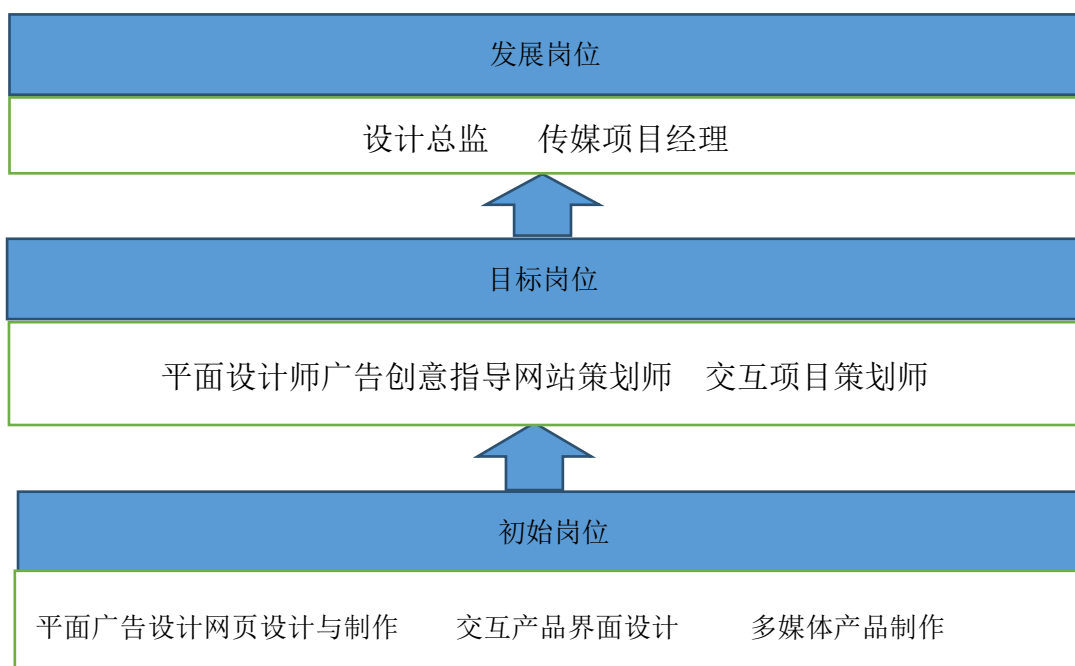 发展岗位
设计总监 传媒项目经理
目标岗位
平面设计师广告创意指导网站策划师 交互项目策划师
初始岗位
平面广告设计网页设计与制作 交互产品界面设计 多媒体产品制作